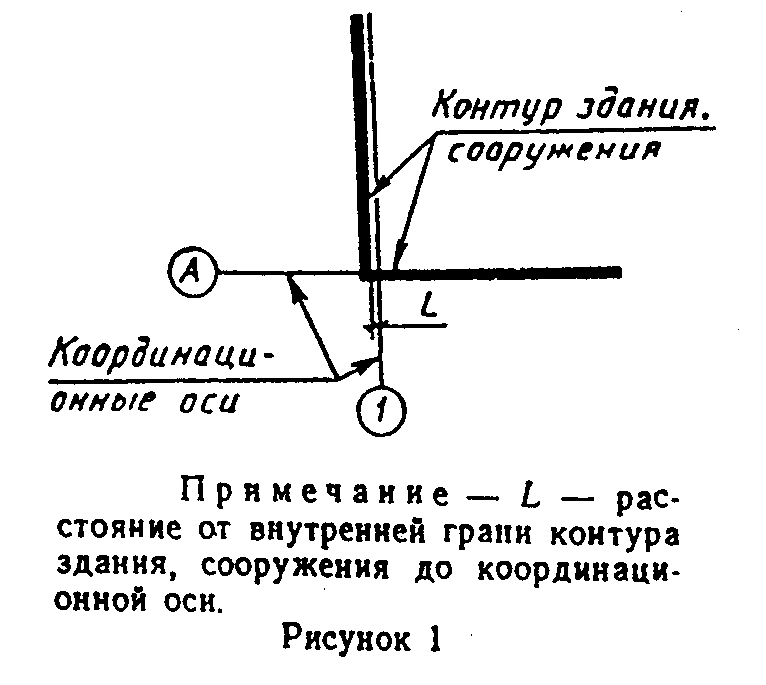 Контур здания.
сооружения
А
L
Координаци-
онные оси
1
Примечание — L — рас-
стояние от внутренней грани контура
здания, сооружения до координаци-
онной оси.
Рисунок 1